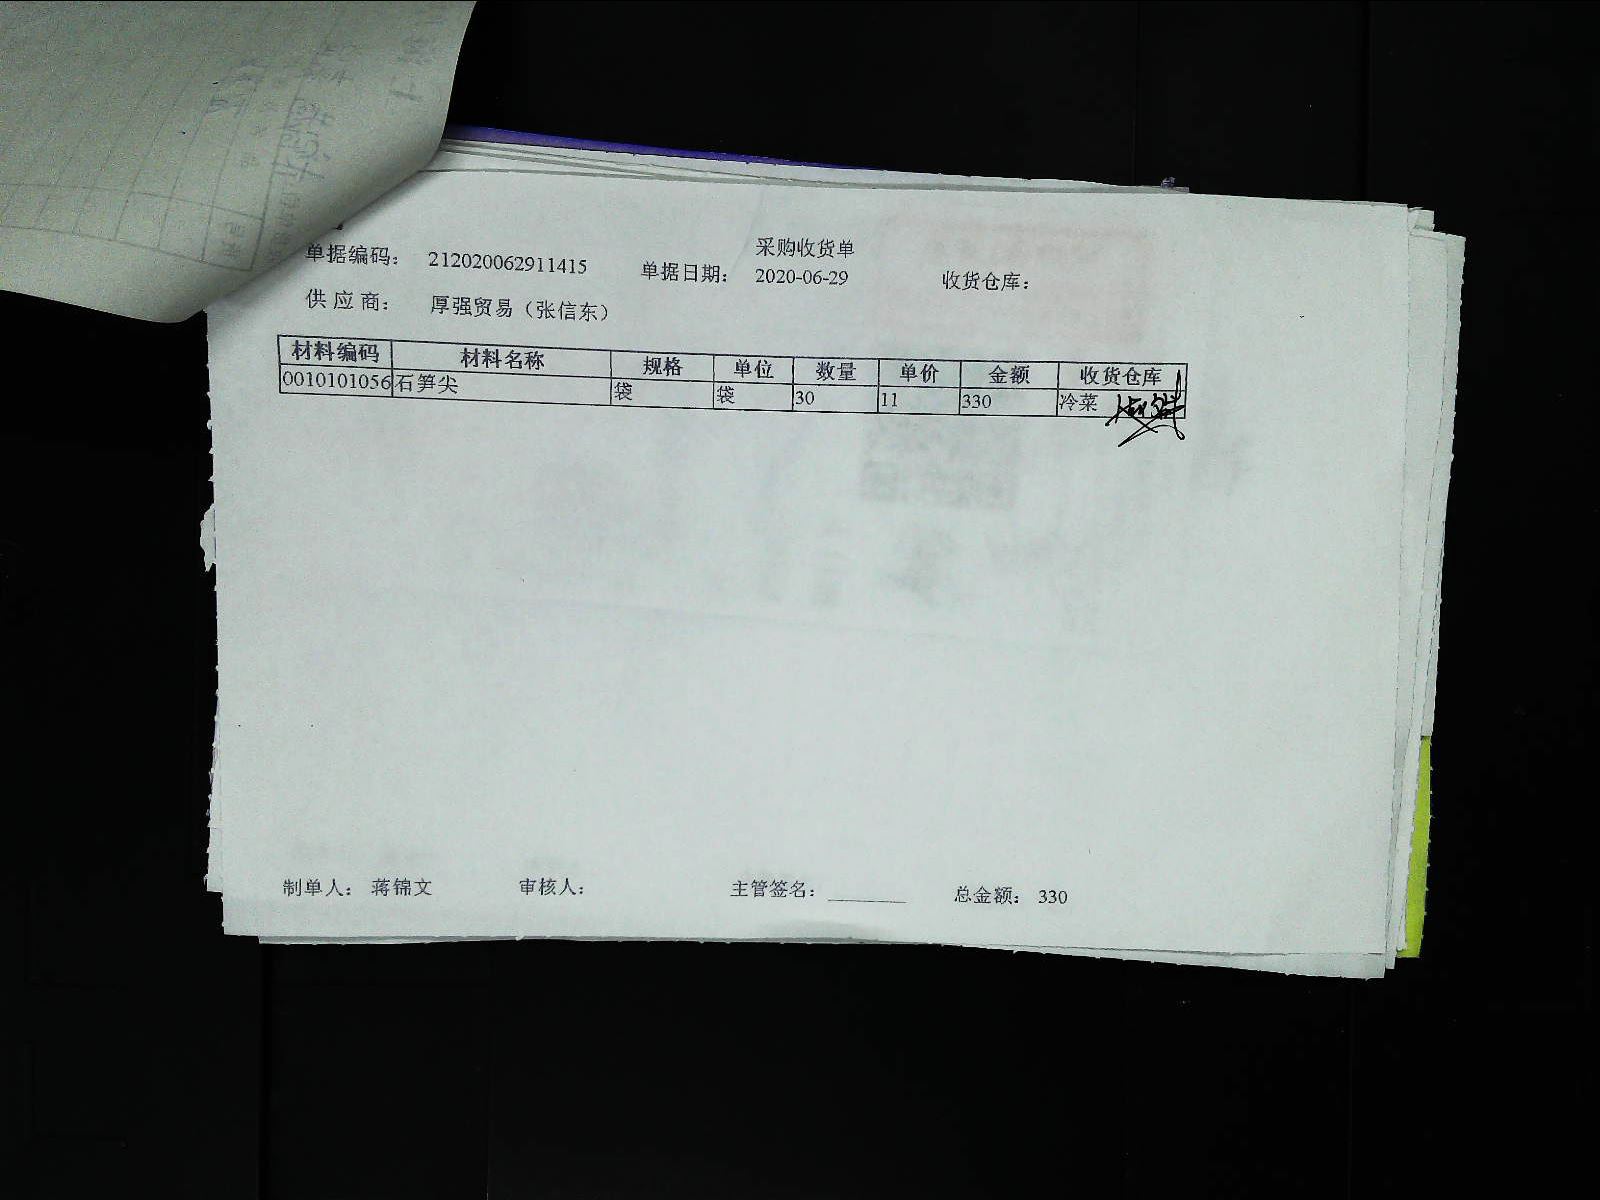 采购收货单
单据编码： 212020062911415 单据日期： 2020-06-29 收货仓库：
供 应 商： 厚强贸易（张信东）
材料编码 材料名称 规格 单位 数量 单价 金额 收货仓库
0010101056 石笋尖 袋 袋 30 11 330 冷菜
制单人： 蒋锦文 审核人： 主管签名： ________ 总金额： 330